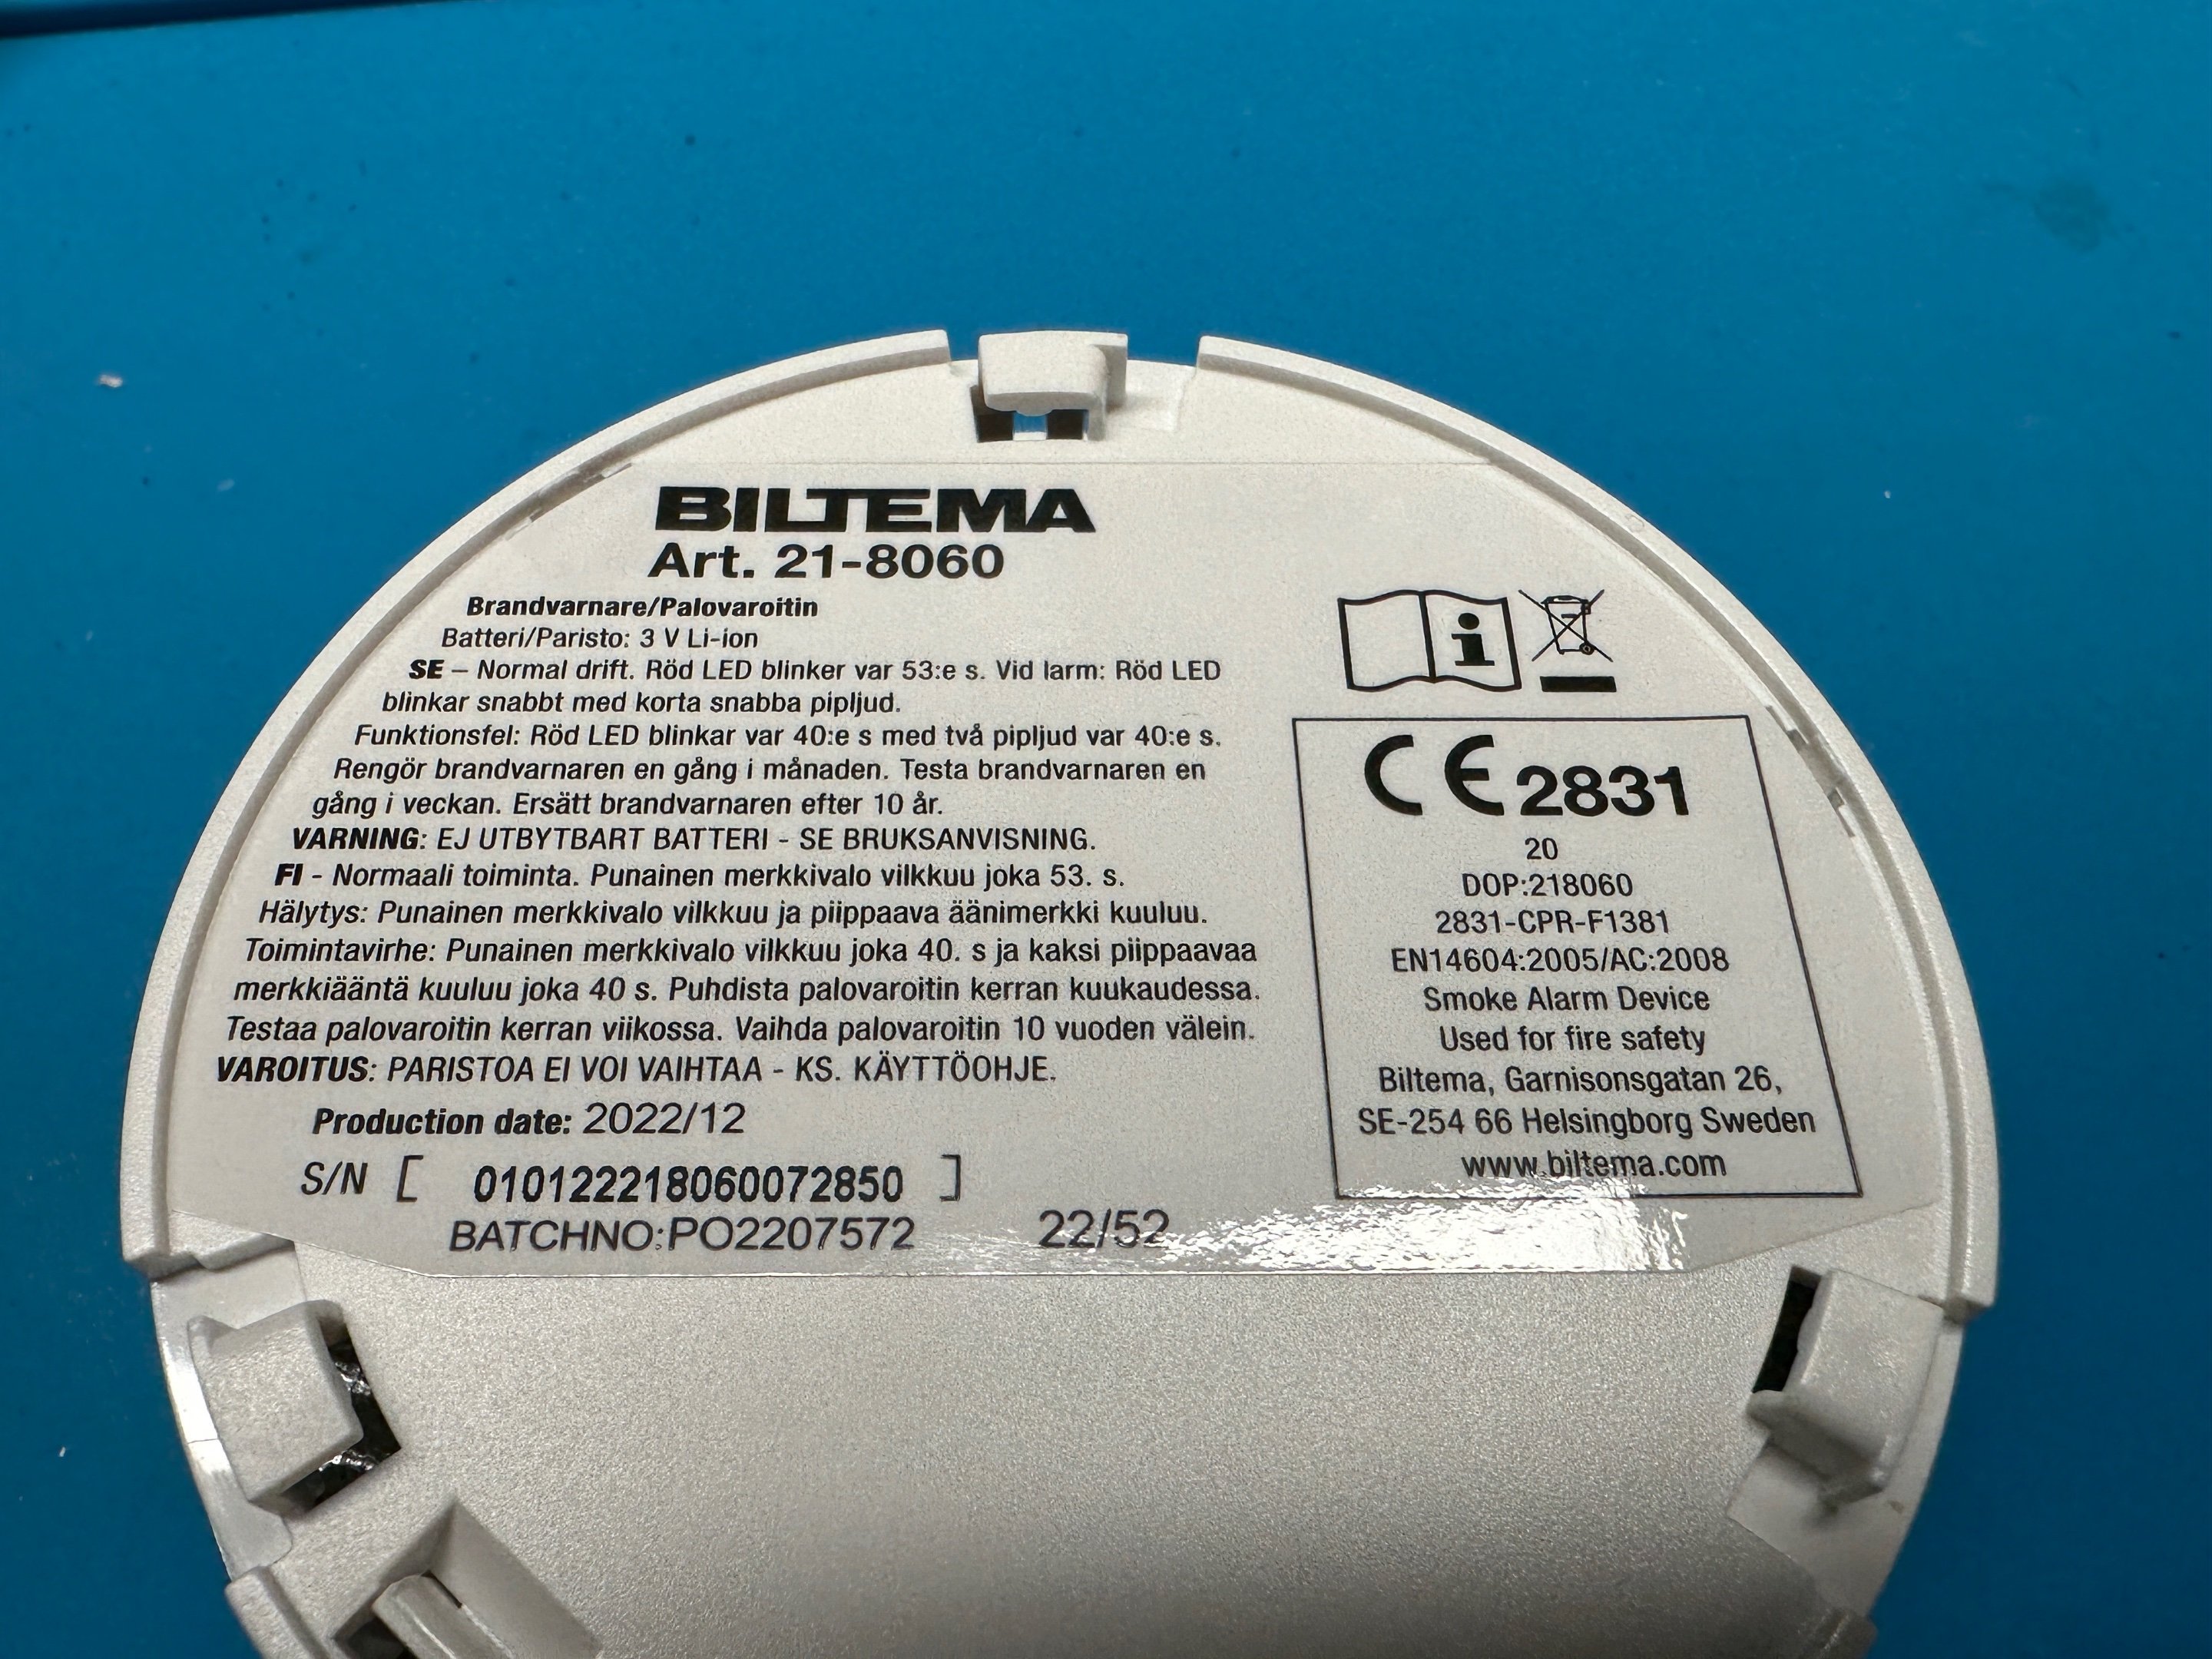 BILTEMA
Art. 21-8060
Brandvarnare/Palovaroitin
Batteri/Paristo: 3 V Li-ion
SE – Normal drift. Röd LED blinker var 53:e s. Vid larm: Röd LED
blinkar snabbt med korta snabba pipljud.
Funktionsfel: Röd LED blinkar var 40:e s med två pipljud var 40:e s.
Rengör brandvarnaren en gång i månaden. Testa brandvarnaren en
gång i veckan. Ersätt brandvarnaren efter 10 år.
VARNING: EJ UTBYTBART BATTERI - SE BRUKSANVISNING.
FI - Normaali toiminta. Punainen merkkivalo vilkkuu joka 53. s.
Hälytys: Punainen merkkivalo vilkkuu ja piippaava äänimerkki kuuluu.
Toimintavirhe: Punainen merkkivalo vilkkuu joka 40. s ja kaksi piippaavaa
merkkiääntä kuuluu joka 40 s. Puhdista palovaroitin kerran kuukaudessa.
Testaa palovaroitin kerran viikossa. Vaihda palovaroitin 10 vuoden välein.
VAROITUS: PARISTOA EI VOI VAIHTAA - KS. KÄYTTÖOHJE.
Production date: 2022/12
S/N [ 010122218060072850 ]
BATCHNO:PO2207572 22/52
CE 2831
20
DOP:218060
2831-CPR-F1381
EN14604:2005/AC:2008
Smoke Alarm Device
Used for fire safety
Biltema, Garnisonsgatan 26,
SE-254 66 Helsingborg Sweden
www.biltema.com